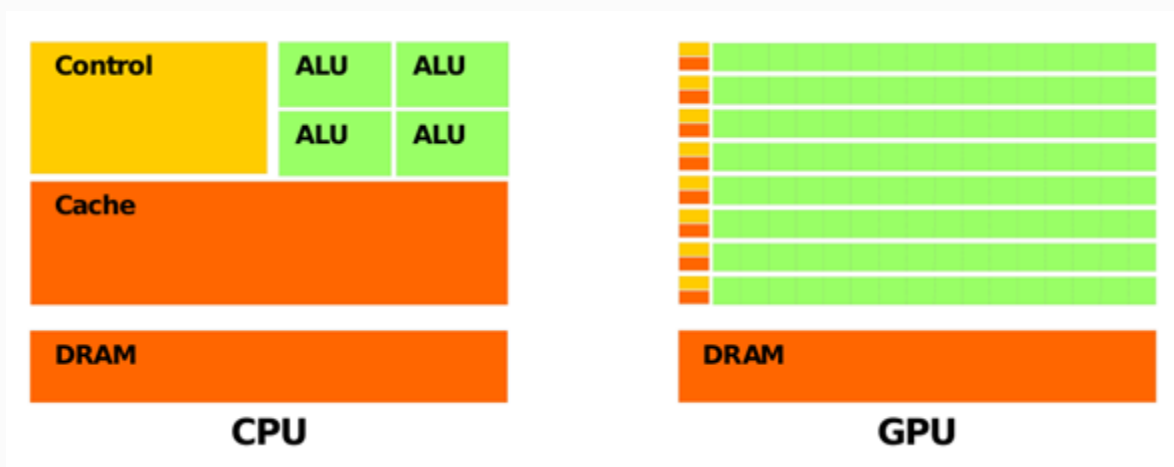 Control
ALU ALU
ALU ALU
Cache
DRAM
CPU
DRAM
GPU